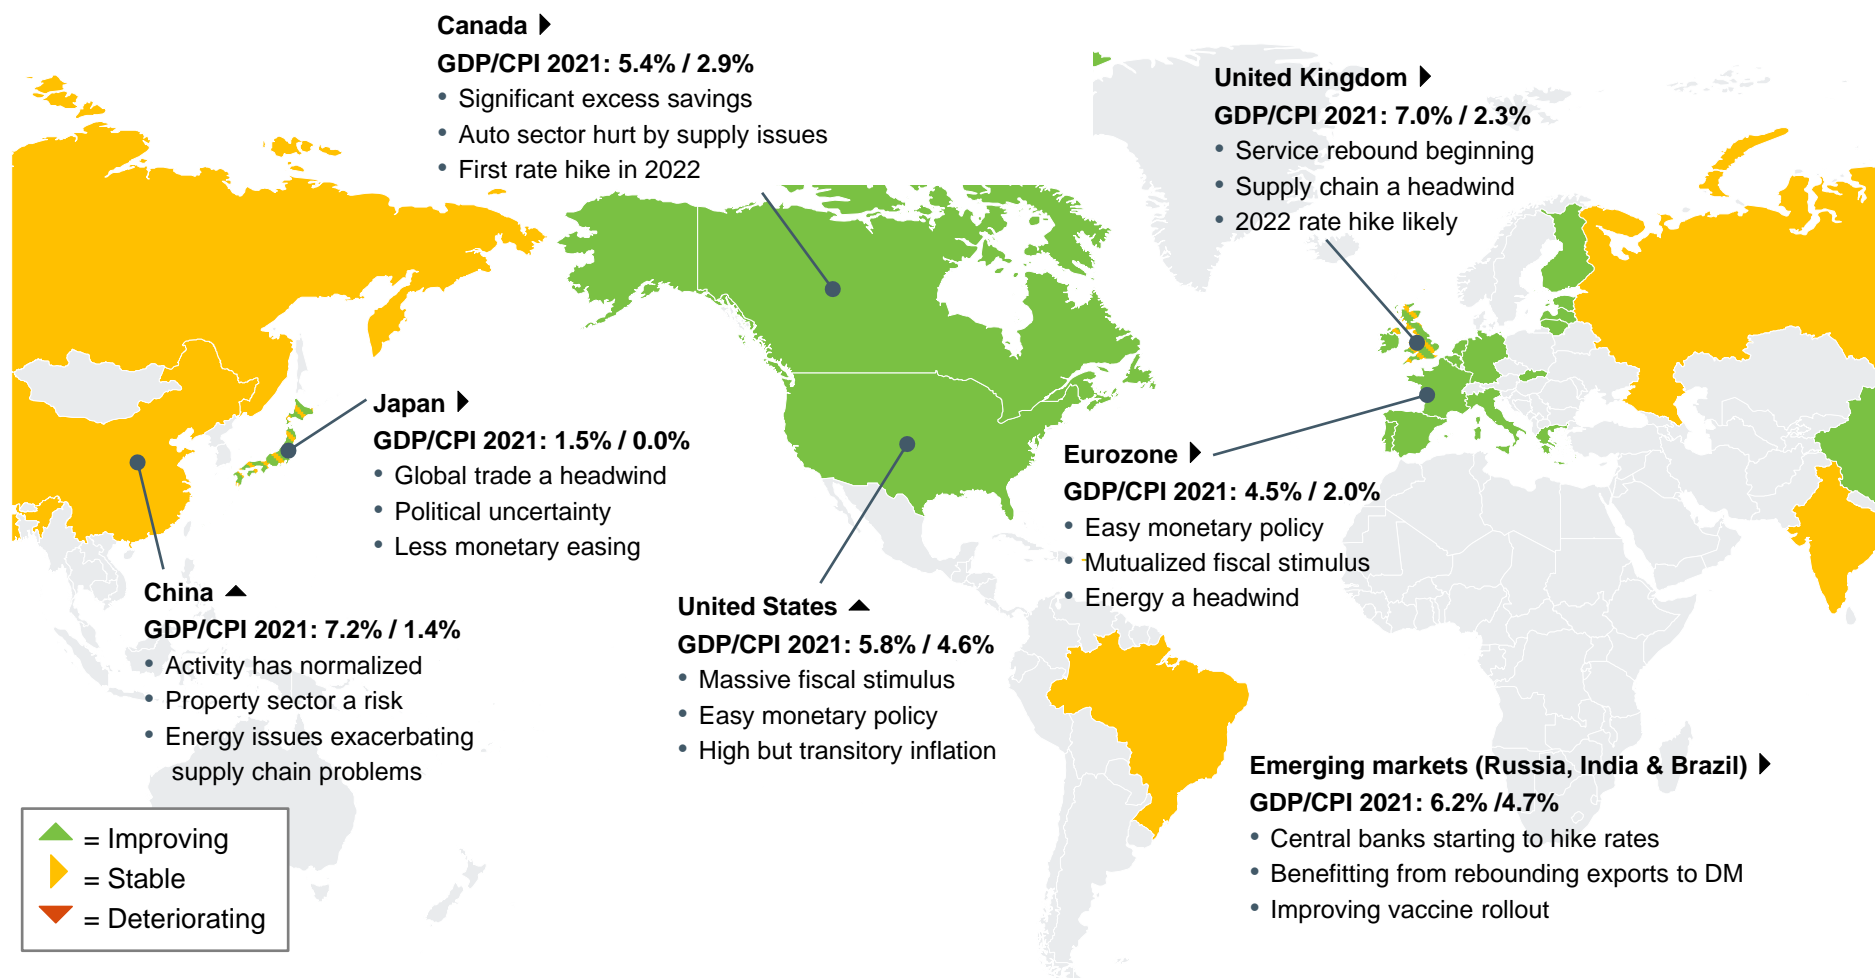 Canada
GDP/CPI 2021: 5.4% / 2.9%
• Significant excess savings
• Auto sector hurt by supply issues
• First rate hike in 2022
United Kingdom
GDP/CPI 2021: 7.0% / 2.3%
• Service rebound beginning
• Supply chain a headwind
• 2022 rate hike likely
Japan
GDP/CPI 2021: 1.5% / 0.0%
• Global trade a headwind
• Political uncertainty
• Less monetary easing
Eurozone
GDP/CPI 2021: 4.5% / 2.0%
• Easy monetary policy
• Mutualized fiscal stimulus
• Energy a headwind
China
GDP/CPI 2021: 7.2% / 1.4%
• Activity has normalized
• Property sector a risk
• Energy issues exacerbating
supply chain problems
United States
GDP/CPI 2021: 5.8% / 4.6%
• Massive fiscal stimulus
• Easy monetary policy
• High but transitory inflation
Emerging markets (Russia, India & Brazil)
GDP/CPI 2021: 6.2% /4.7%
• Central banks starting to hike rates
• Benefitting from rebounding exports to DM
• Improving vaccine rollout
= Improving
= Stable
= Deteriorating